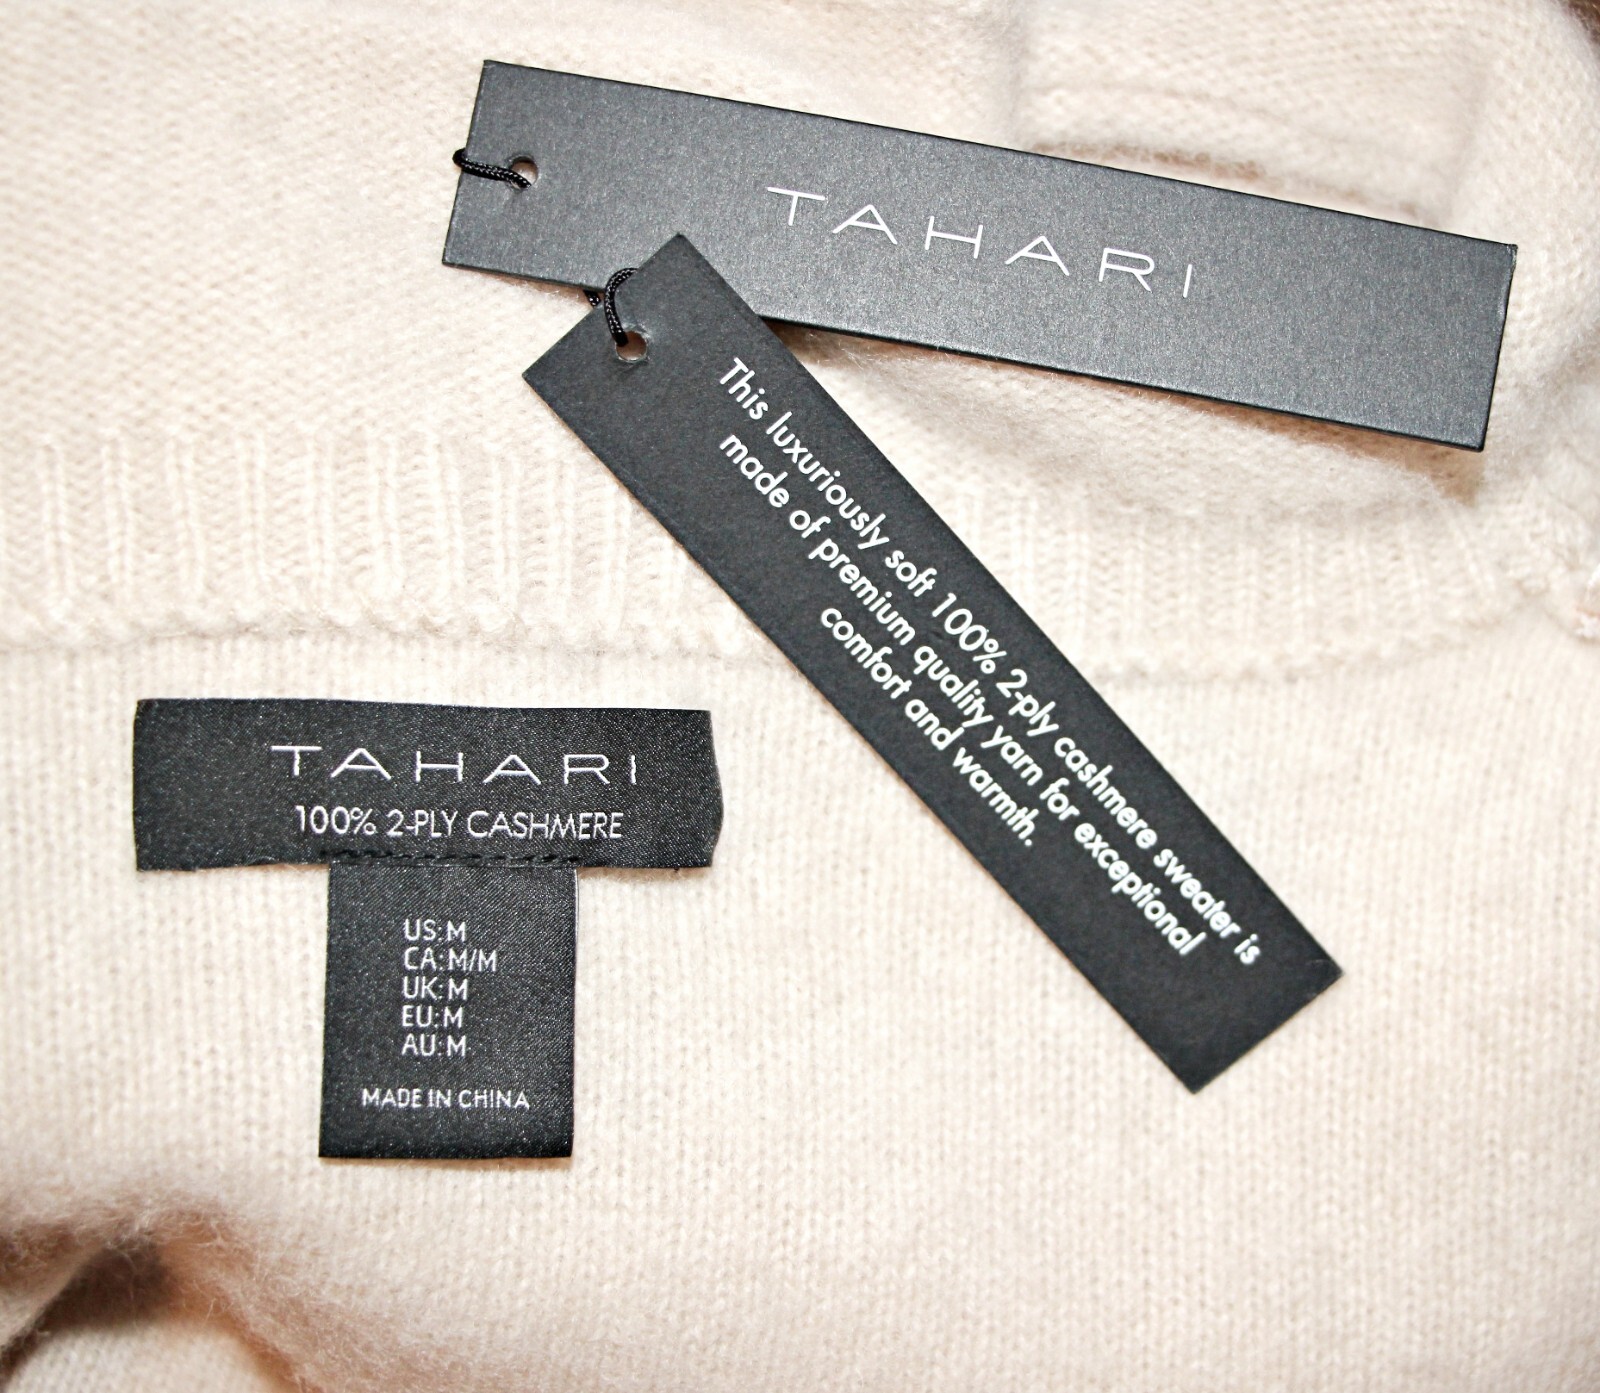 TAHARI
This luxuriously soft 100% 2-ply cashmere sweater is
made of premium quality yarn for exceptional
comfort and warmth.
TAHARI
100% 2-PLY CASHMERE
US: M
CA: M/M
UK: M
EU: M
AU: M
MADE IN CHINA